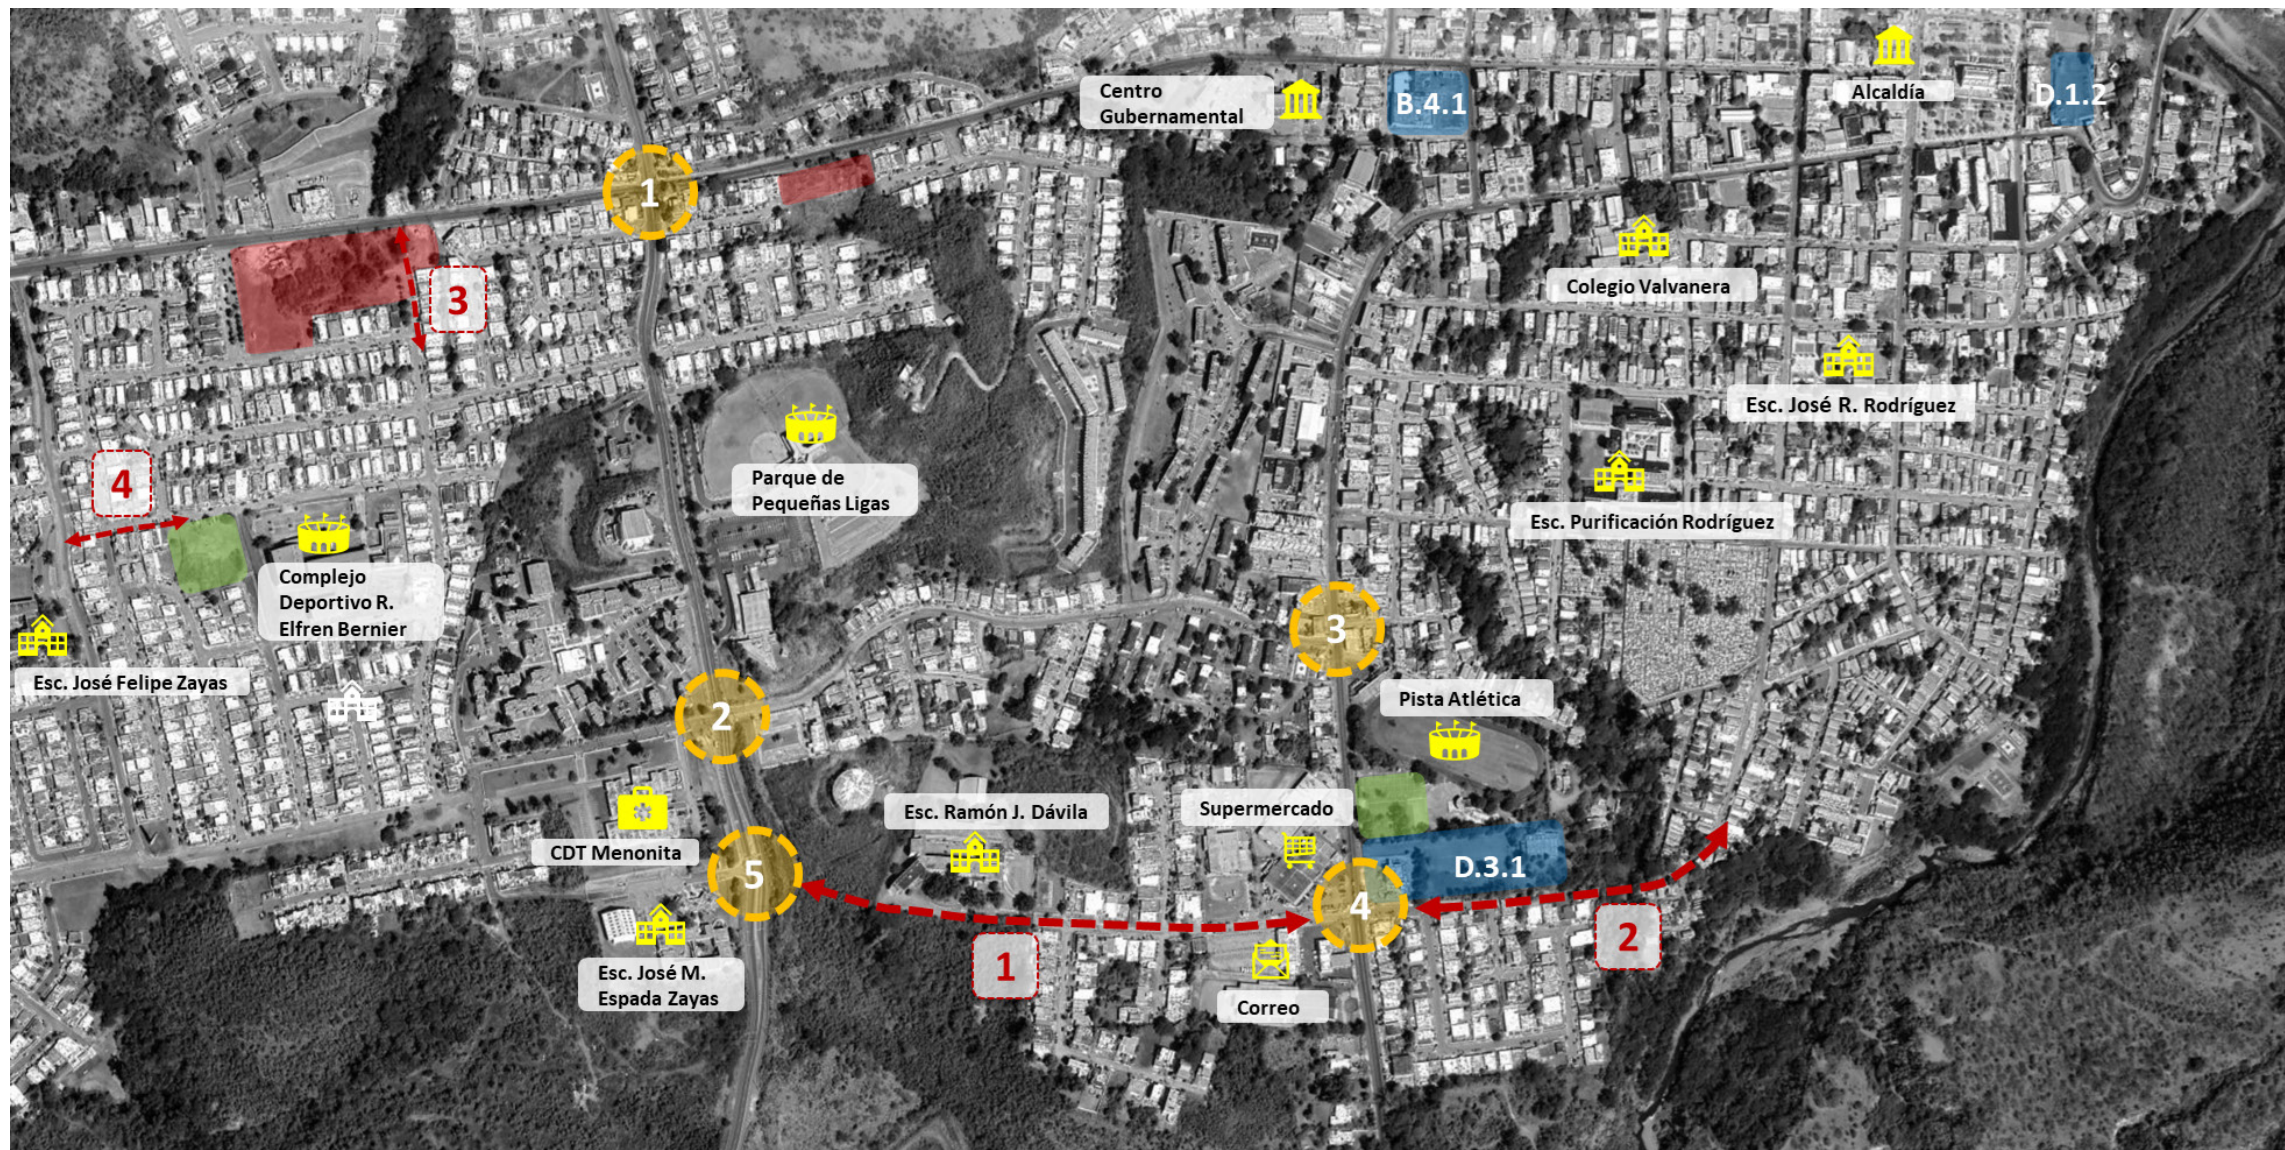 Alcaldía
Centro
Gubernamental
B.4.1
D.1.2
1
Colegio Valvanera
3
Esc. José R. Rodríguez
4
Parque de
Pequeñas Ligas
Esc. Purificación Rodríguez
Complejo
Deportivo R.
Elfren Bernier
3
Esc. José Felipe Zayas
Pista Atlética
2
Esc. Ramón J. Dávila
Supermercado
CDT Menonita
5
D.3.1
4
1
2
Esc. José M.
Espada Zayas
Correo